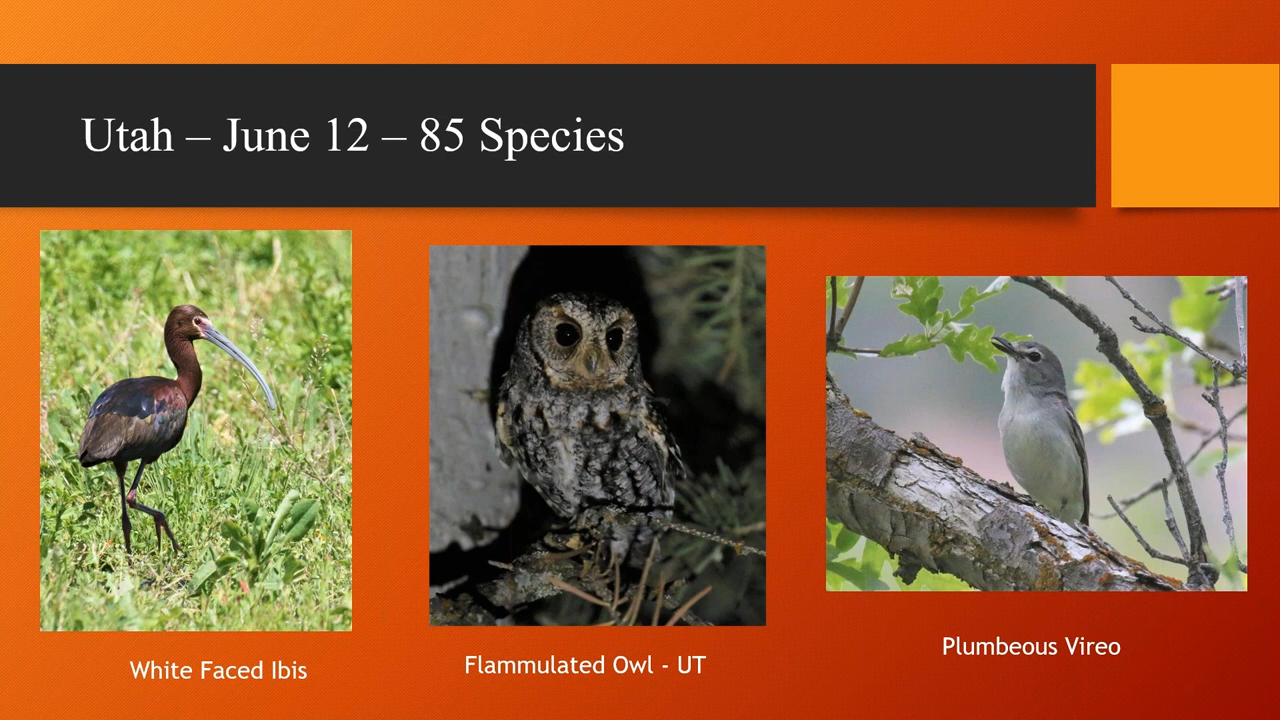 Utah – June 12 – 85 Species
White Faced Ibis
Flammulated Owl - UT
Plumbeous Vireo